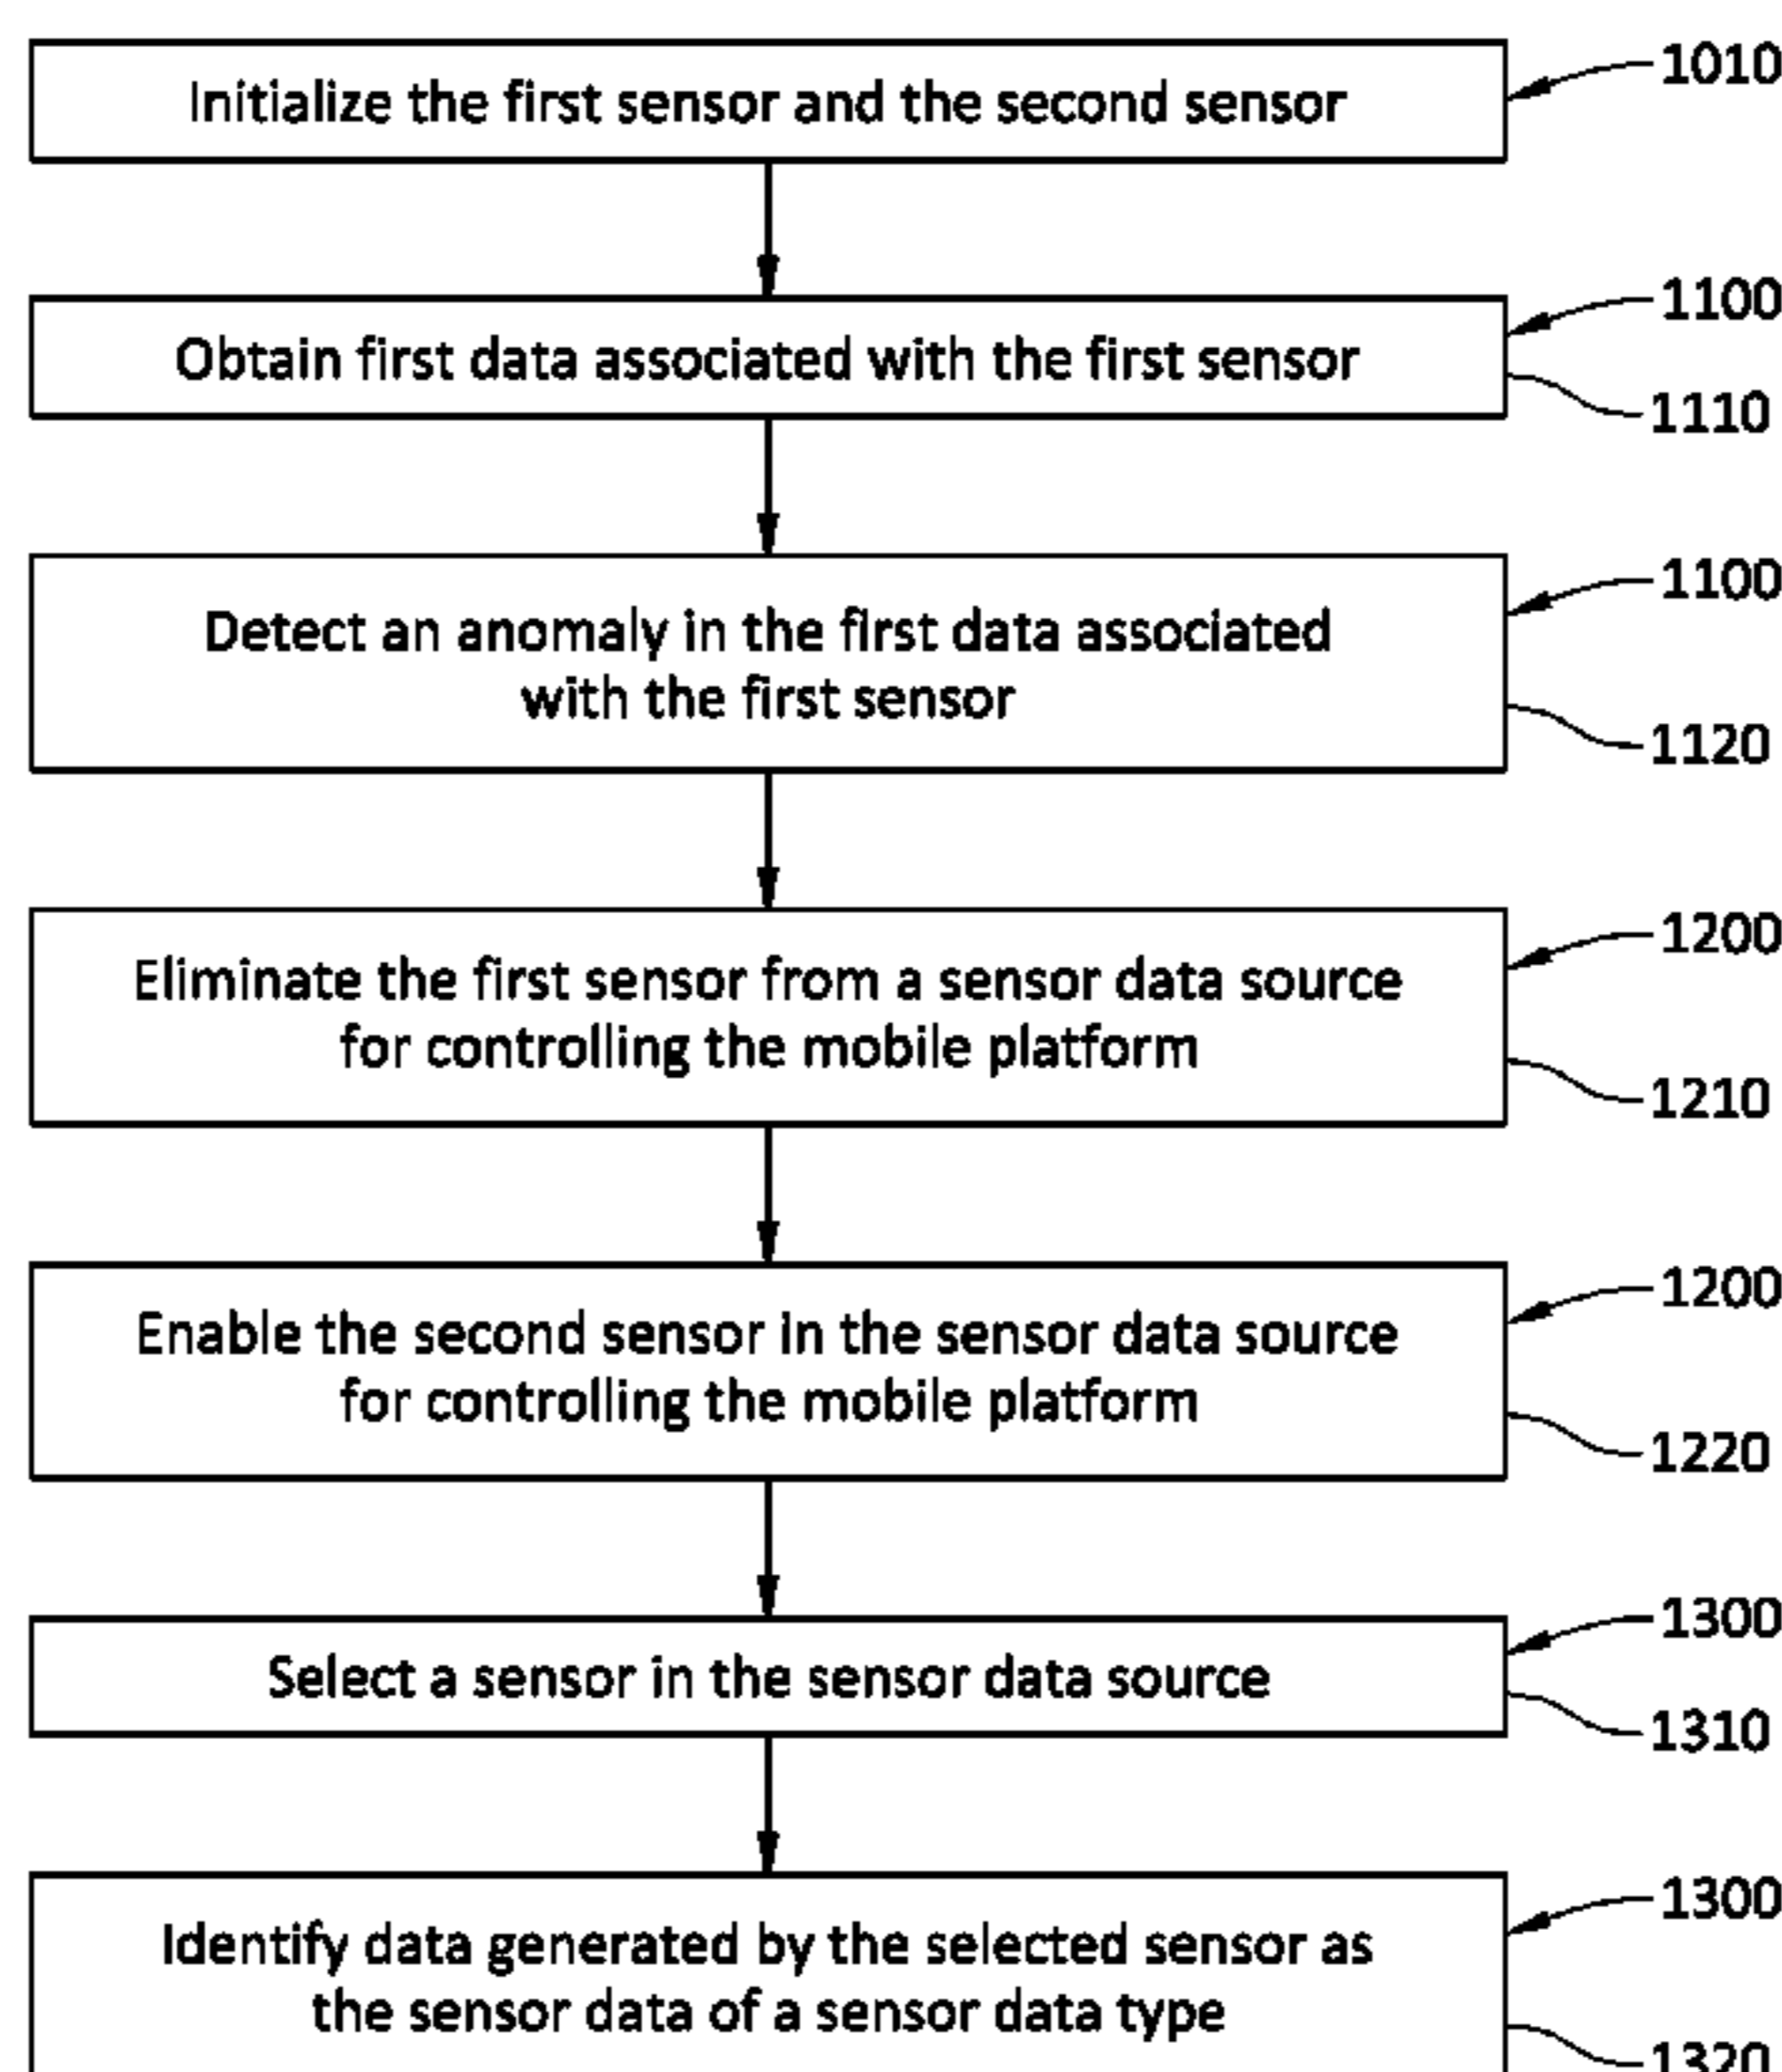 Initialize the first sensor and the second sensor
1010
Obtain first data associated with the first sensor
1100
1110
Detect an anomaly in the first data associated
with the first sensor
1100
1120
Eliminate the first sensor from a sensor data source
for controlling the mobile platform
1200
1210
Enable the second sensor in the sensor data source
for controlling the mobile platform
1200
1220
Select a sensor in the sensor data source
1300
1310
Identify data generated by the selected sensor as
the sensor data of a sensor data type
1300
1320